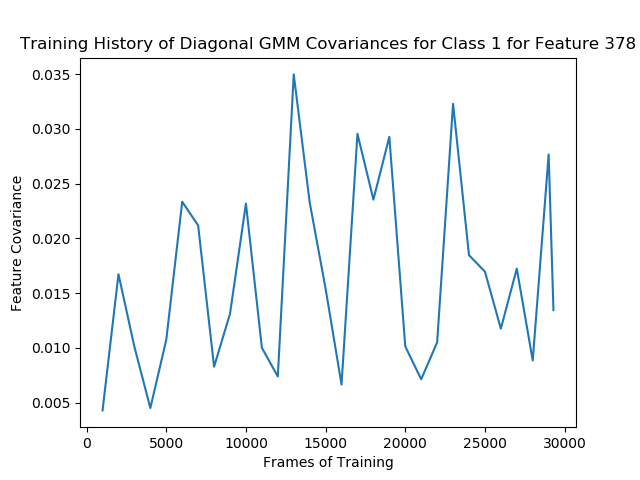 Training History of Diagonal GMM Covariances for Class 1 for Feature 378
0.035
0.030
0.025
0.020
0.015
0.010
0.005
Feature Covariance
0 5000 10000 15000 20000 25000 30000
Frames of Training